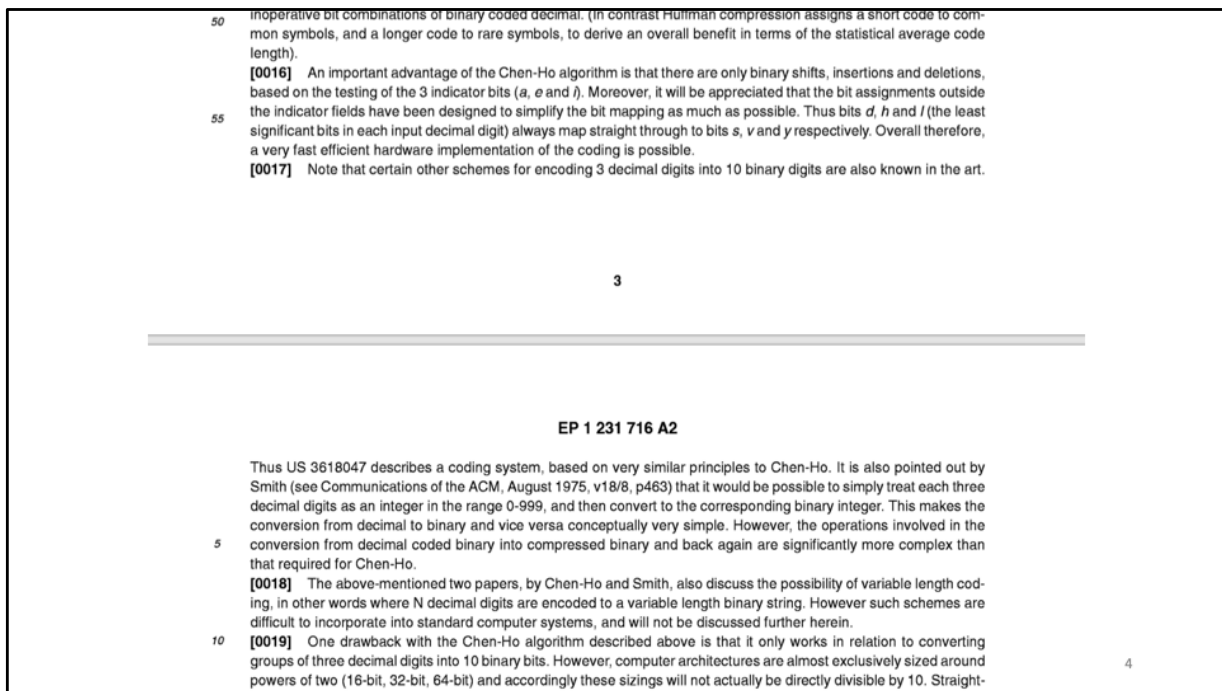 inoperative bit combinations of binary coded decimal. (In contrast Huffman compression assigns a short code to com-
50
mon symbols, and a longer code to rare symbols, to derive an overall benefit in terms of the statistical average code
length).
[0016] An important advantage of the Chen-Ho algorithm is that there are only binary shifts, insertions and deletions,
based on the testing of the 3 indicator bits (a, e and i). Moreover, it will be appreciated that the bit assignments outside
the indicator fields have been designed to simplify the bit mapping as much as possible. Thus bits d, h and l (the least
55
significant bits in each input decimal digit) always map straight through to bits s, v and y respectively. Overall therefore,
a very fast efficient hardware implementation of the coding is possible.
[0017] Note that certain other schemes for encoding 3 decimal digits into 10 binary digits are also known in the art.
3
EP 1 231 716 A2
Thus US 3618047 describes a coding system, based on very similar principles to Chen-Ho. It is also pointed out by
Smith (see Communications of the ACM, August 1975, v18/8, p463) that it would be possible to simply treat each three
decimal digits as an integer in the range 0-999, and then convert to the corresponding binary integer. This makes the
conversion from decimal to binary and vice versa conceptually very simple. However, the operations involved in the
5 conversion from decimal coded binary into compressed binary and back again are significantly more complex than
that required for Chen-Ho.
[0018] The above-mentioned two papers, by Chen-Ho and Smith, also discuss the possibility of variable length cod-
ing, in other words where N decimal digits are encoded to a variable length binary string. However such schemes are
difficult to incorporate into standard computer systems, and will not be discussed further herein.
10 [0019] One drawback with the Chen-Ho algorithm described above is that it only works in relation to converting
groups of three decimal digits into 10 binary bits. However, computer architectures are almost exclusively sized around
powers of two (16-bit, 32-bit, 64-bit) and accordingly these sizings will not actually be directly divisible by 10. Straight-
4